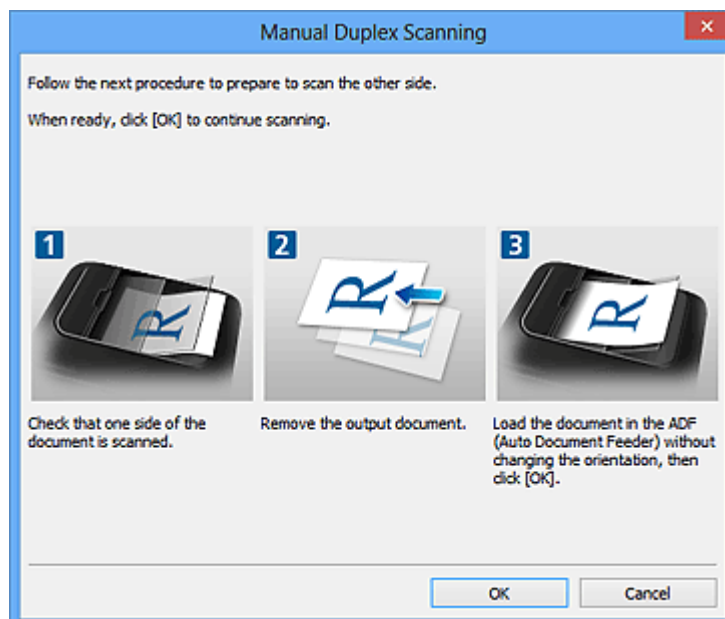 Manual Duplex Scanning
Follow the next procedure to prepare to scan the other side.
When ready, click [OK] to continue scanning.
1
2
3
R
R
R
R
Check that one side of the
document is scanned.
Remove the output document.
Load the document in the ADF
(Auto Document Feeder) without
changing the orientation, then
click [OK].
OK
Cancel